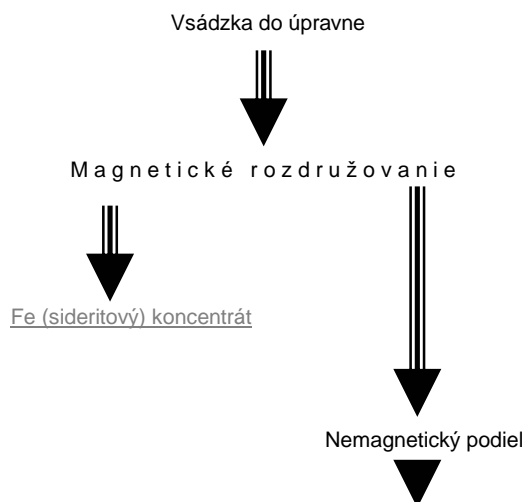 Vsádzka do úpravne
Magnetické rozdružovanie
Fe (sideritový) koncentrát
Nemagnetický podiel